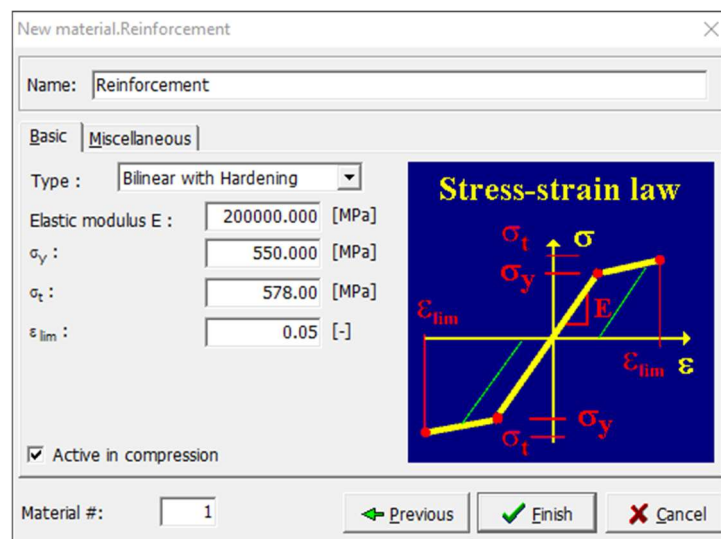 New material.Reinforcement
Name: Reinforcement
Basic Miscellaneous
Type : Bilinear with Hardening
Elastic modulus E : 200000.000 [MPa]
σy : 550.000 [MPa]
σt : 578.00 [MPa]
εlim : 0.05 [-]
Stress-strain law
σt σ
σy
εlim E
εlim ε
σy
σt
Active in compression
Material #: 1 Previous Finish Cancel